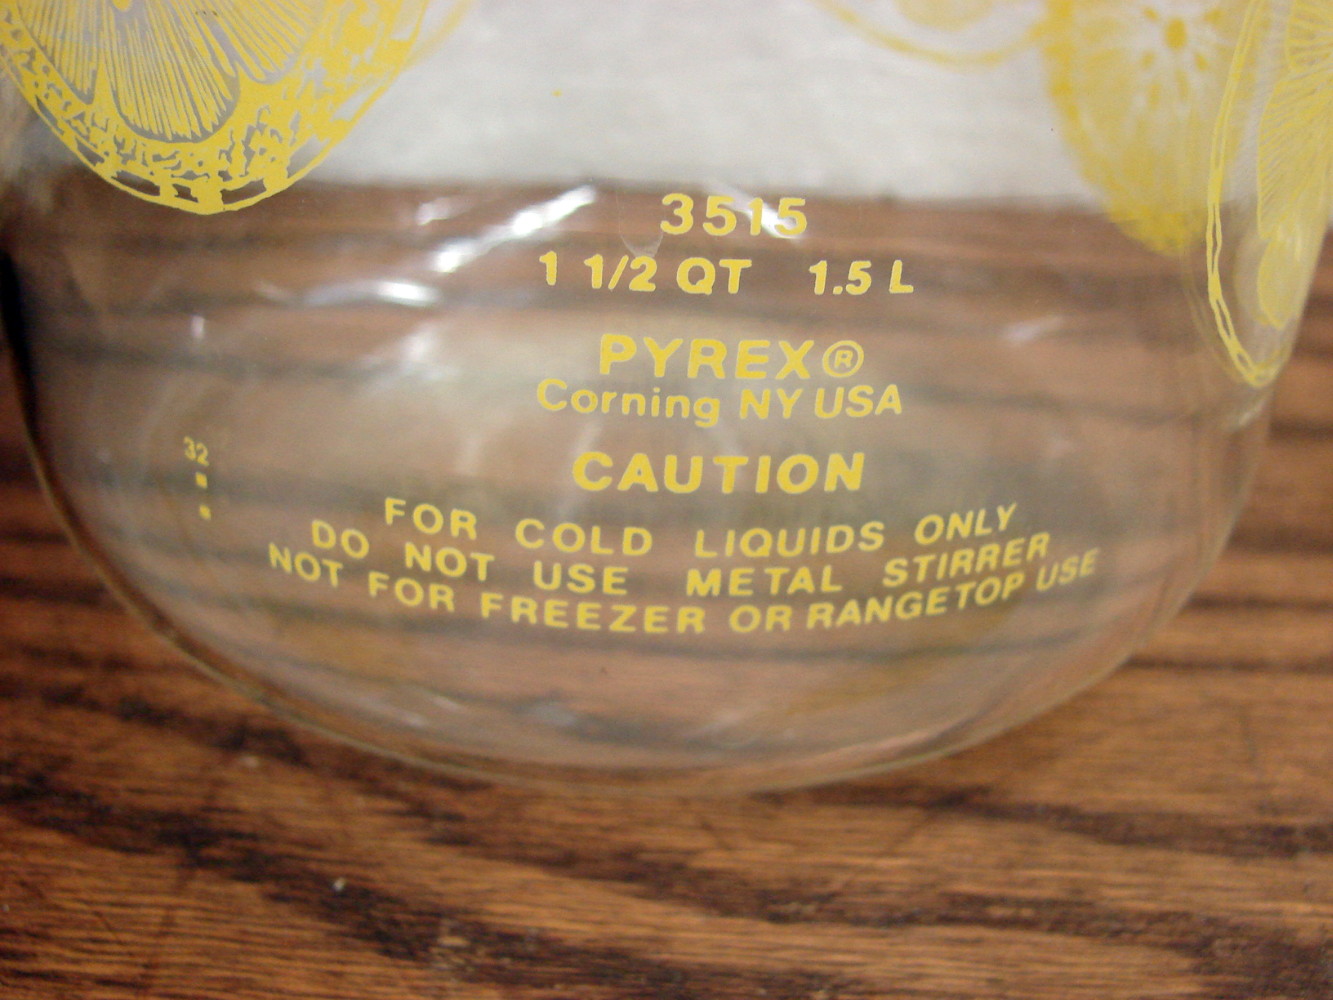 3515
1 1/2 QT 1.5 L
PYREX®
Corning NY USA
CAUTION
FOR COLD LIQUIDS ONLY
DO NOT USE METAL STIRRER
NOT FOR FREEZER OR RANGETOP USE
32